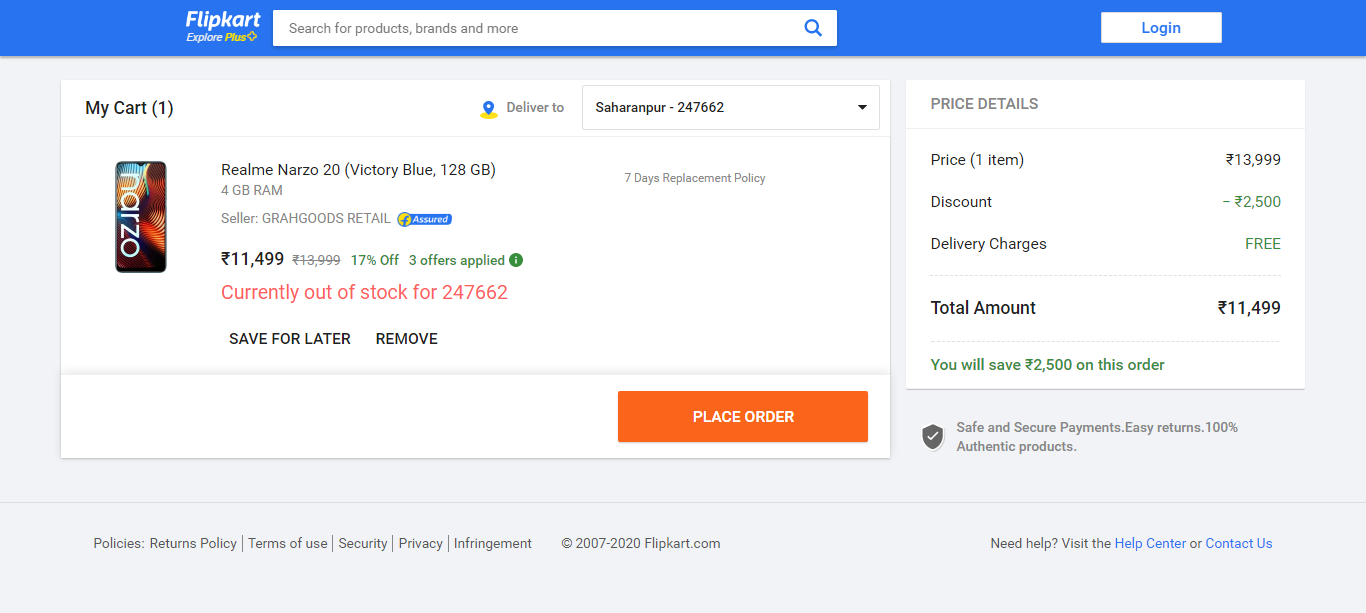 Flipkart
Explore Plus
Search for products, brands and more
Login
My Cart (1)
Deliver to
Saharanpur - 247662
narzo
Realme Narzo 20 (Victory Blue, 128 GB)
4 GB RAM
Seller: GRAHGOODS RETAIL Assured
7 Days Replacement Policy
₹11,499 ₹13,999 17% Off 3 offers applied
Currently out of stock for 247662
SAVE FOR LATER REMOVE
PLACE ORDER
PRICE DETAILS
Price (1 item) ₹13,999
Discount − ₹2,500
Delivery Charges FREE
Total Amount ₹11,499
You will save ₹2,500 on this order
Safe and Secure Payments.Easy returns.100%
Authentic products.
Policies: Returns Policy | Terms of use | Security | Privacy | Infringement © 2007-2020 Flipkart.com Need help? Visit the Help Center or Contact Us